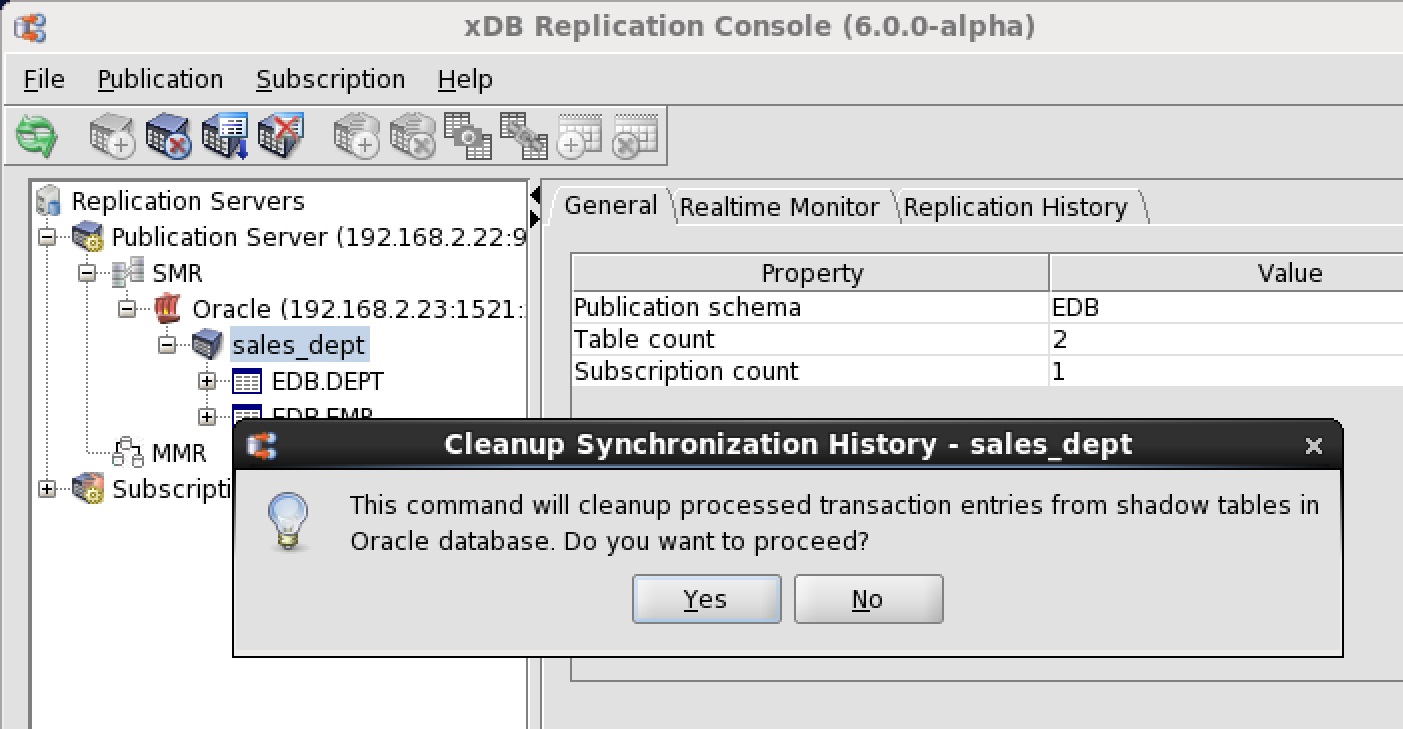 xDB Replication Console (6.0.0-alpha)
File Publication Subscription Help
Replication Servers
Publication Server (192.168.2.22:9
SMR
Oracle (192.168.2.23:1521:
sales_dept
EDB.DEPT
EDB.EMP
MMR
Subscripti
General Realtime Monitor Replication History
Property Value
Publication schema EDB
Table count 2
Subscription count 1
Cleanup Synchronization History - sales_dept
This command will cleanup processed transaction entries from shadow tables in
Oracle database. Do you want to proceed?
Yes No